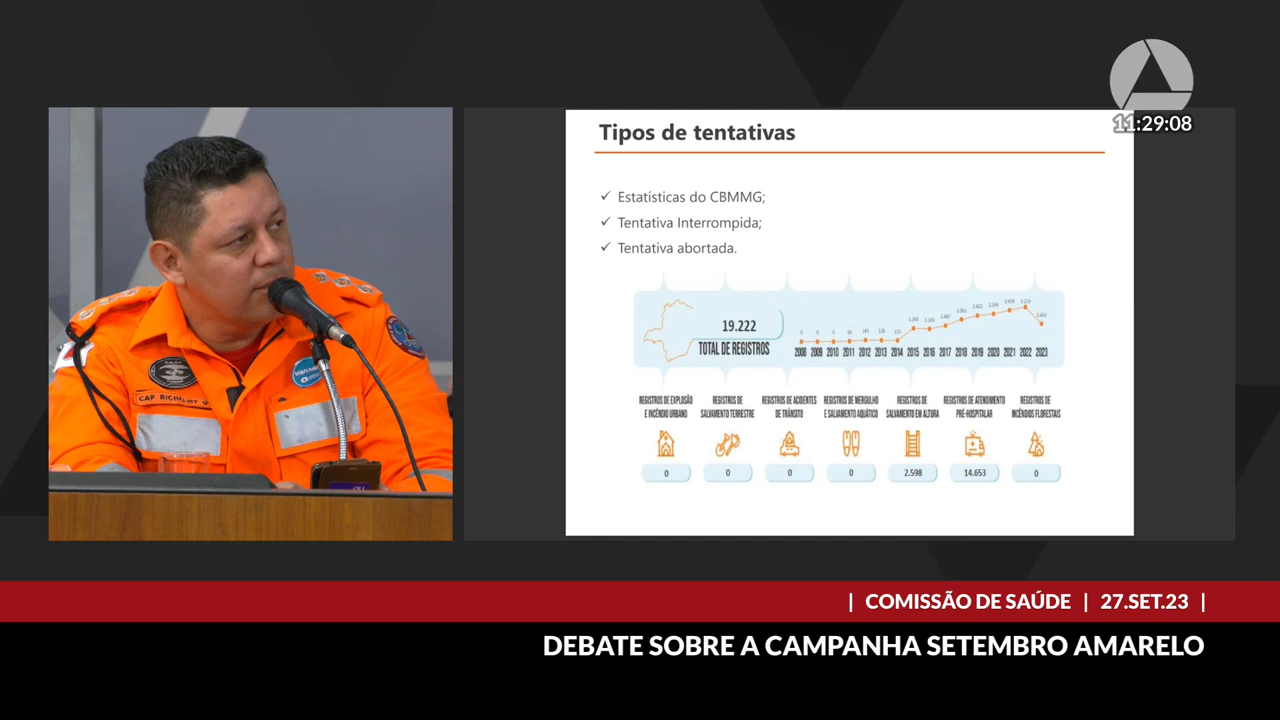 11:29:08
Tipos de tentativas
✓ Estatísticas do CBMMG;
✓ Tentativa Interrompida;
✓ Tentativa abortada.
19.222
TOTAL DE REGISTROS
2008 2009 2010 2011 2012 2013 2014 2015 2016 2017 2018 2019 2020 2021 2022 2023
REGISTROS DE EXPLOSÃO
E INCÊNDIO URBANO
REGISTROS DE
SALVAMENTO TERRESTRE
REGISTROS DE ACIDENTES
DE TRÂNSITO
REGISTROS DE MERGULHO
E SALVAMENTO AQUÁTICO
REGISTROS DE
SALVAMENTO EM ALTURA
REGISTROS DE ATENDIMENTO
PRÉ-HOSPITALAR
REGISTROS DE
INCÊNDIOS FLORESTAIS
0 0 0 0 2.598 14.653 0
| COMISSÃO DE SAÚDE | 27.SET.23 |
DEBATE SOBRE A CAMPANHA SETEMBRO AMARELO